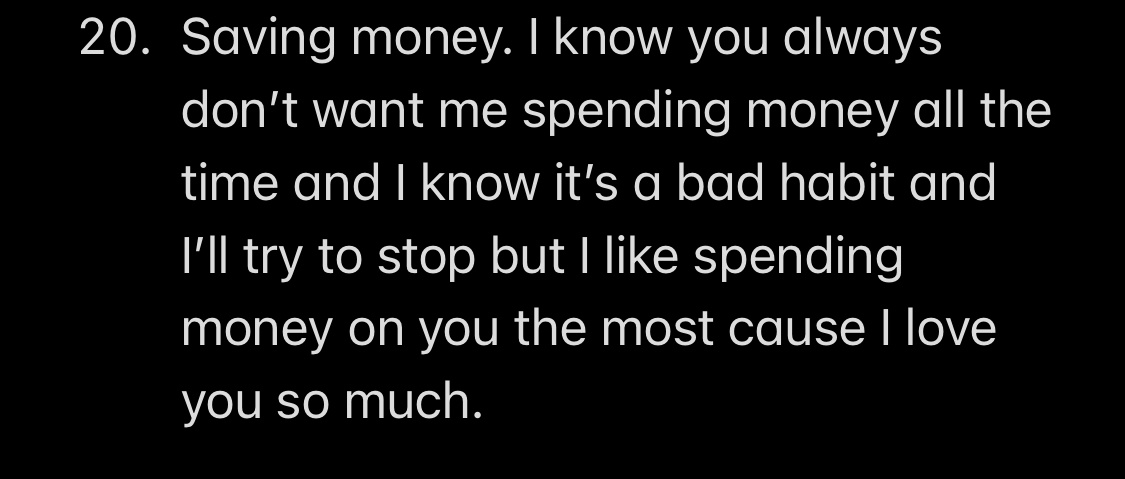 20. Saving money. I know you always
don’t want me spending money all the
time and I know it’s a bad habit and
I’ll try to stop but I like spending
money on you the most cause I love
you so much.